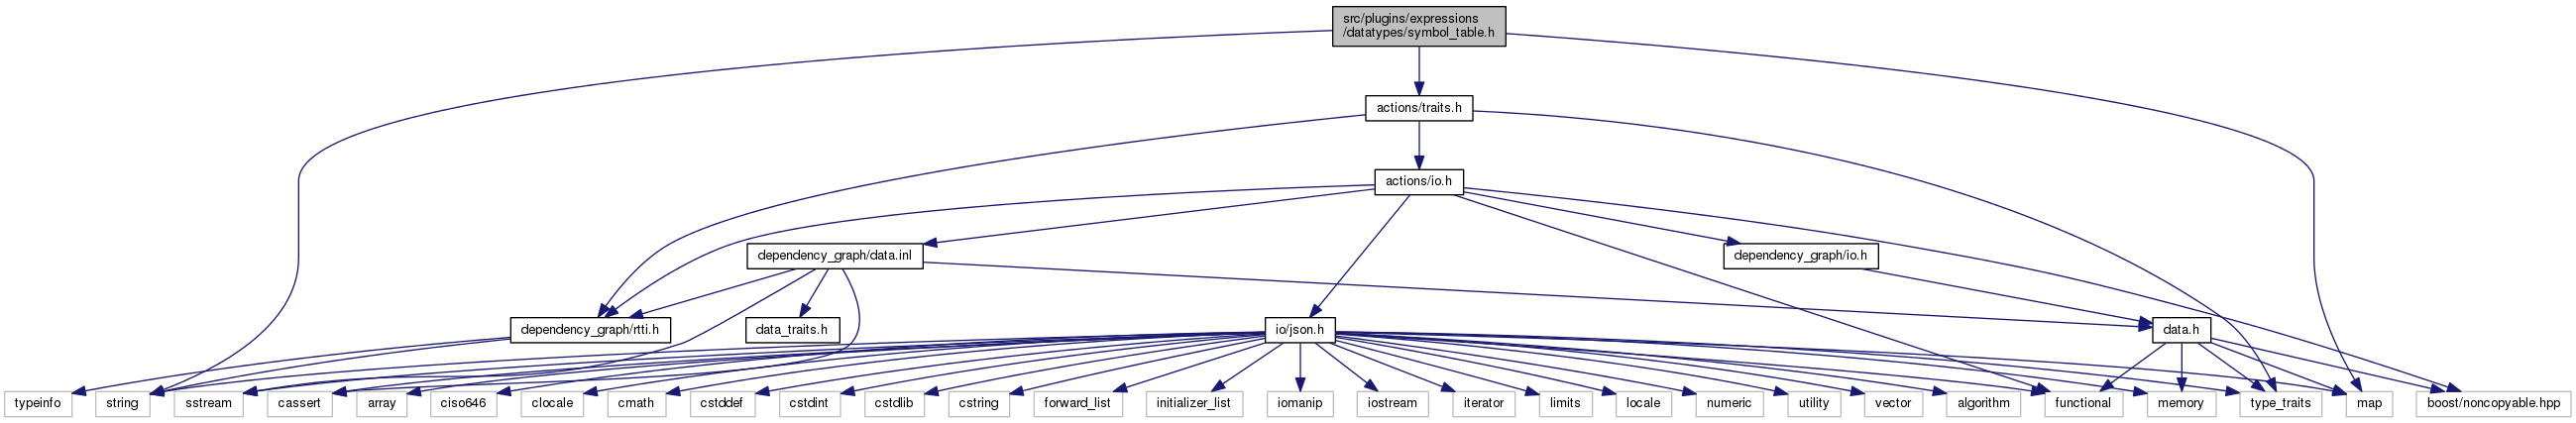 src/plugins/expressions
/datatypes/symbol_table.h
actions/traits.h
actions/io.h
dependency_graph/data.inl
dependency_graph/io.h
dependency_graph/rtti.h
data_traits.h
io/json.h
data.h
typeinfo
string
sstream
cassert
array
ciso646
clocale
cmath
cstddef
cstdint
cstdlib
cstring
forward_list
initializer_list
iomanip
iostream
iterator
limits
locale
numeric
utility
vector
algorithm
functional
memory
type_traits
map
boost/noncopyable.hpp